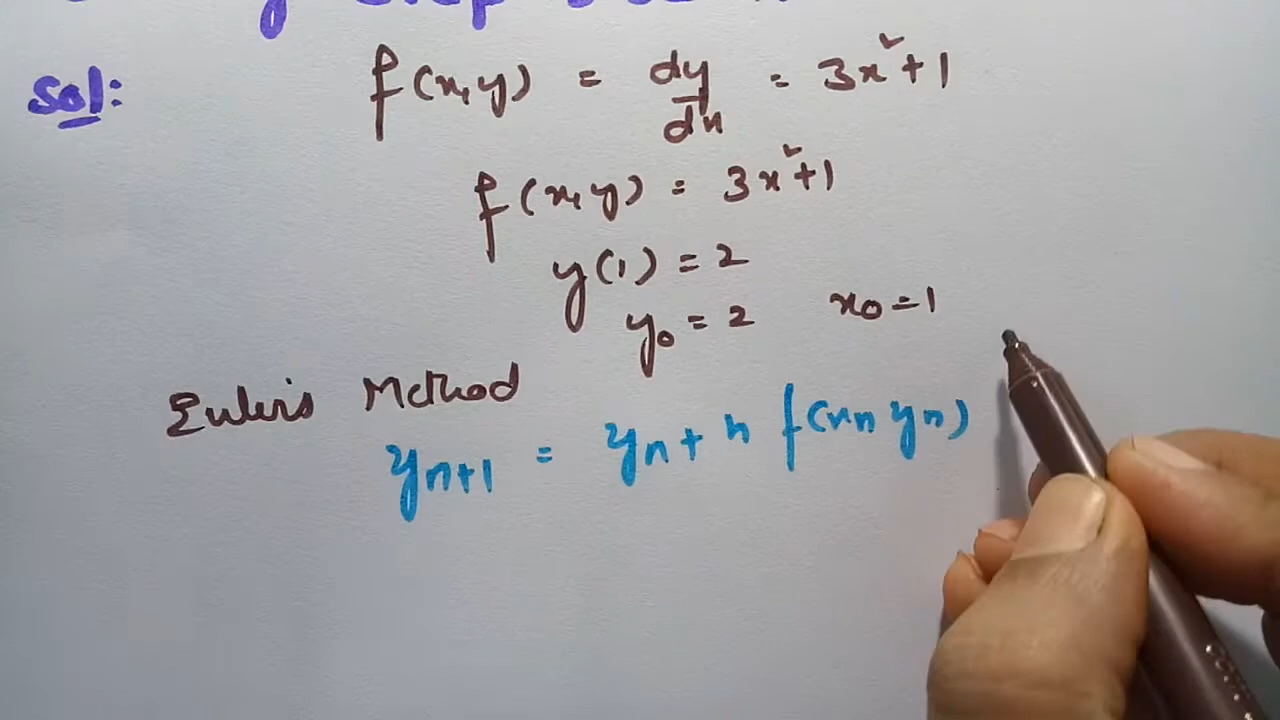 Sol: f(x,y) = dy/dx = 3x²+1
f(x,y) = 3x²+1
y(1) = 2
y₀ = 2 x₀ = 1
Euler's Method
yₙ₊₁ = yₙ + h f(xₙ yₙ)